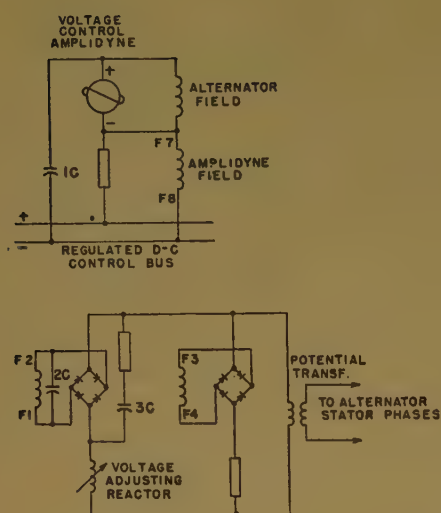 VOLTAGE
CONTROL
AMPLIDYNE
+
ALTERNATOR
FIELD
−
F7
AMPLIDYNE
FIELD
1C
F8
+
−
REGULATED D-C
CONTROL BUS
F2
2C
F1
3C
F3
F4
POTENTIAL
TRANSF.
TO ALTERNATOR
STATOR PHASES
VOLTAGE
ADJUSTING
REACTOR